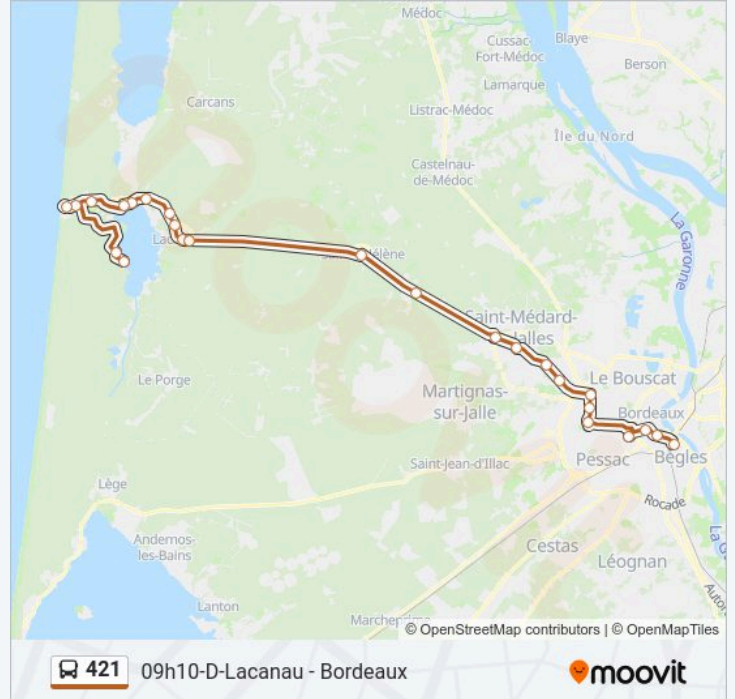 Médoc
Cussac-
Fort-Médoc
Blaye
Berson
Lamarque
Carcans
Listrac-Médoc
Île du Nord
Castelnau-
de-Médoc
La Garonne
Saint-Médard-
Le Bouscat
Le Porge
Martignas-
sur-Jalle
Bordeaux
Saint-Jean-d'Illac
Pessac
Bègles
Lège
Rocade
Andernos-
les-Bains
Cestas
Léognan
Lanton
© OpenStreetMap contributors | © OpenMapTiles
421
09h10-D-Lacanau - Bordeaux
moovit